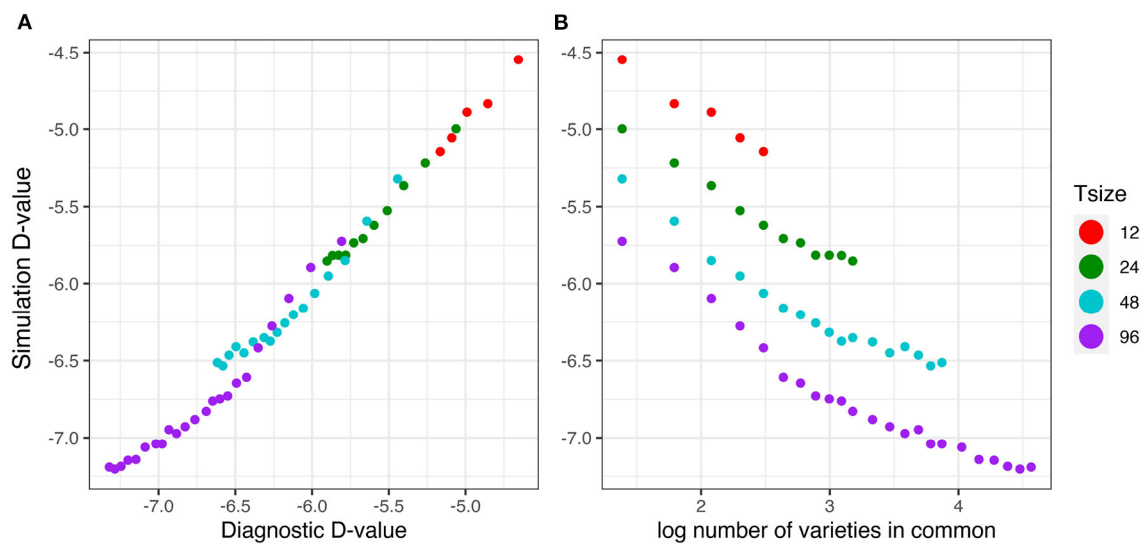 A
B
-4.5
-5.0
-5.5
-6.0
-6.5
-7.0
Simulation D-value
-7.0 -6.5 -6.0 -5.5 -5.0
Diagnostic D-value
-4.5
-5.0
-5.5
-6.0
-6.5
-7.0
2 3 4
log number of varieties in common
Tsize
12
24
48
96